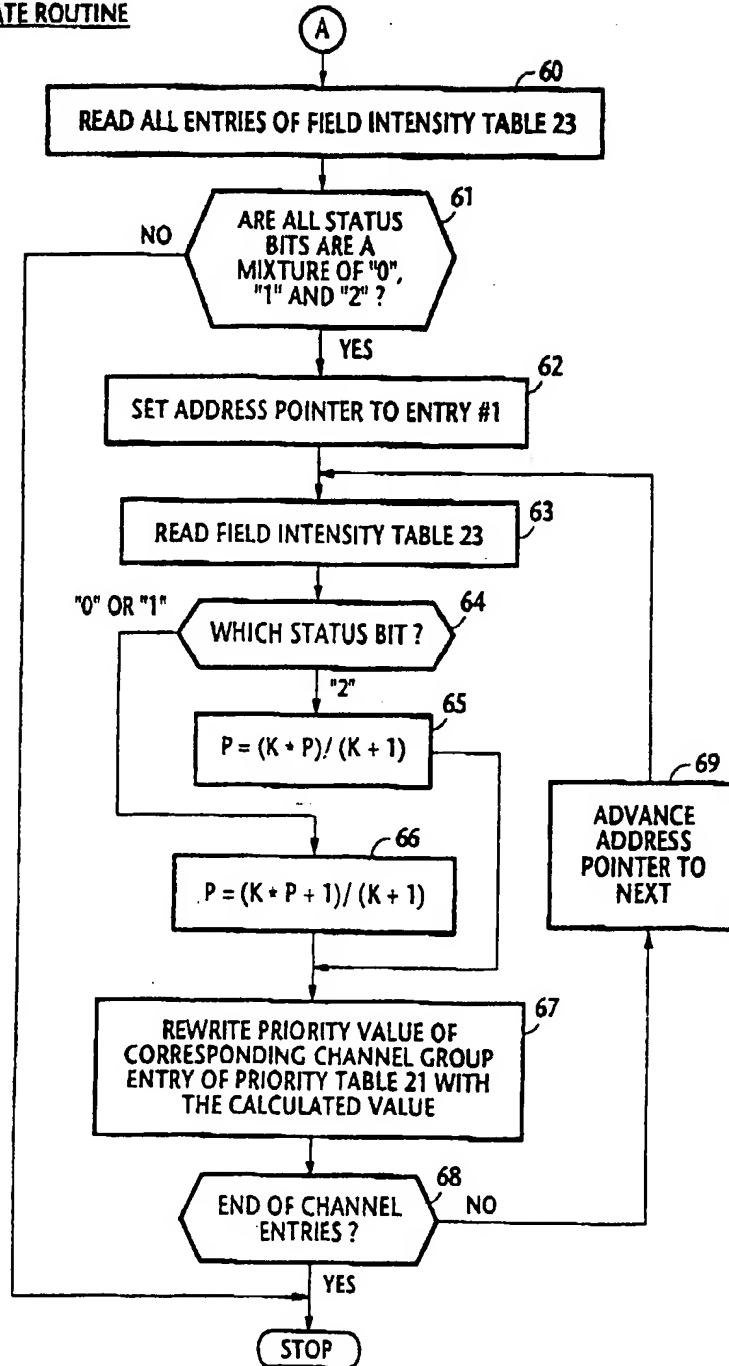 ATE ROUTINE
A
60
READ ALL ENTRIES OF FIELD INTENSITY TABLE 23
61
ARE ALL STATUS
BITS ARE A
MIXTURE OF "0",
"1" AND "2" ?
NO
YES
62
SET ADDRESS POINTER TO ENTRY #1
63
READ FIELD INTENSITY TABLE 23
64
"0" OR "1"
WHICH STATUS BIT ?
"2"
65
P = (K * P) / (K + 1)
66
P = (K * P + 1) / (K + 1)
69
ADVANCE
ADDRESS
POINTER TO
NEXT
67
REWRITE PRIORITY VALUE OF
CORRESPONDING CHANNEL GROUP
ENTRY OF PRIORITY TABLE 21 WITH
THE CALCULATED VALUE
68
END OF CHANNEL
ENTRIES ?
NO
YES
STOP